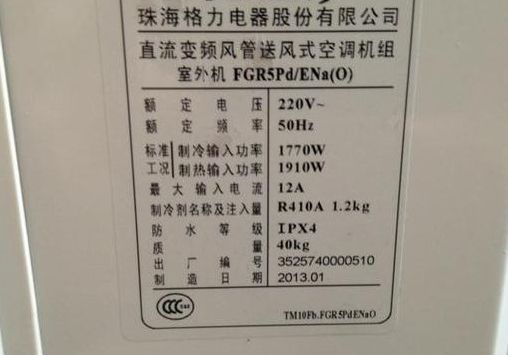 珠海格力电器股份有限公司
直流变频风管送风式空调机组
室外机 FGR5Pd/ENa(O)
额定电压 220V~
额定频率 50Hz
标准 制冷输入功率 1770W
工况 制热输入功率 1910W
最大输入电流 12A
制冷剂名称及注入量 R410A 1.2kg
防水等级 IPX4
质量 40kg
出厂编号 3525740000510
制造日期 2013.01
CCC
TM10Fb.FGR5PdENaO